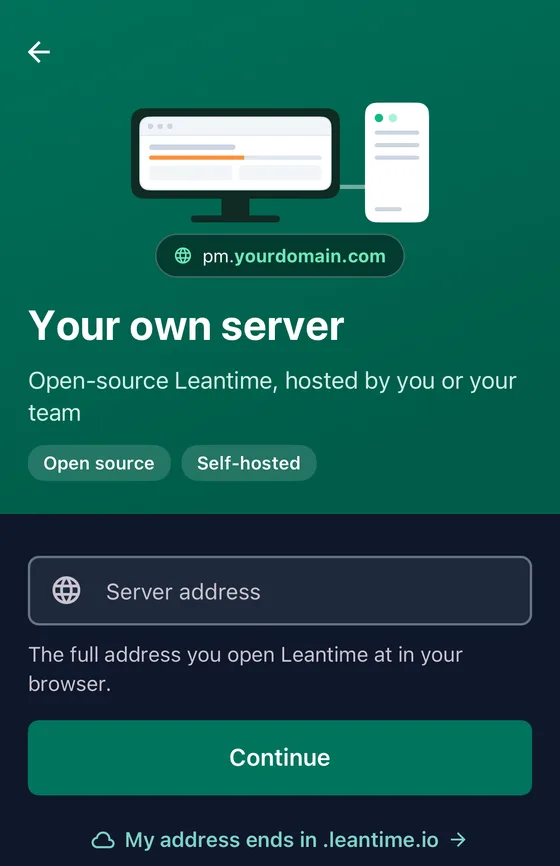 pm.yourdomain.com
Your own server
Open-source Leantime, hosted by you or your
team
Open source
Self-hosted
Server address
The full address you open Leantime at in your
browser.
Continue
My address ends in .leantime.io